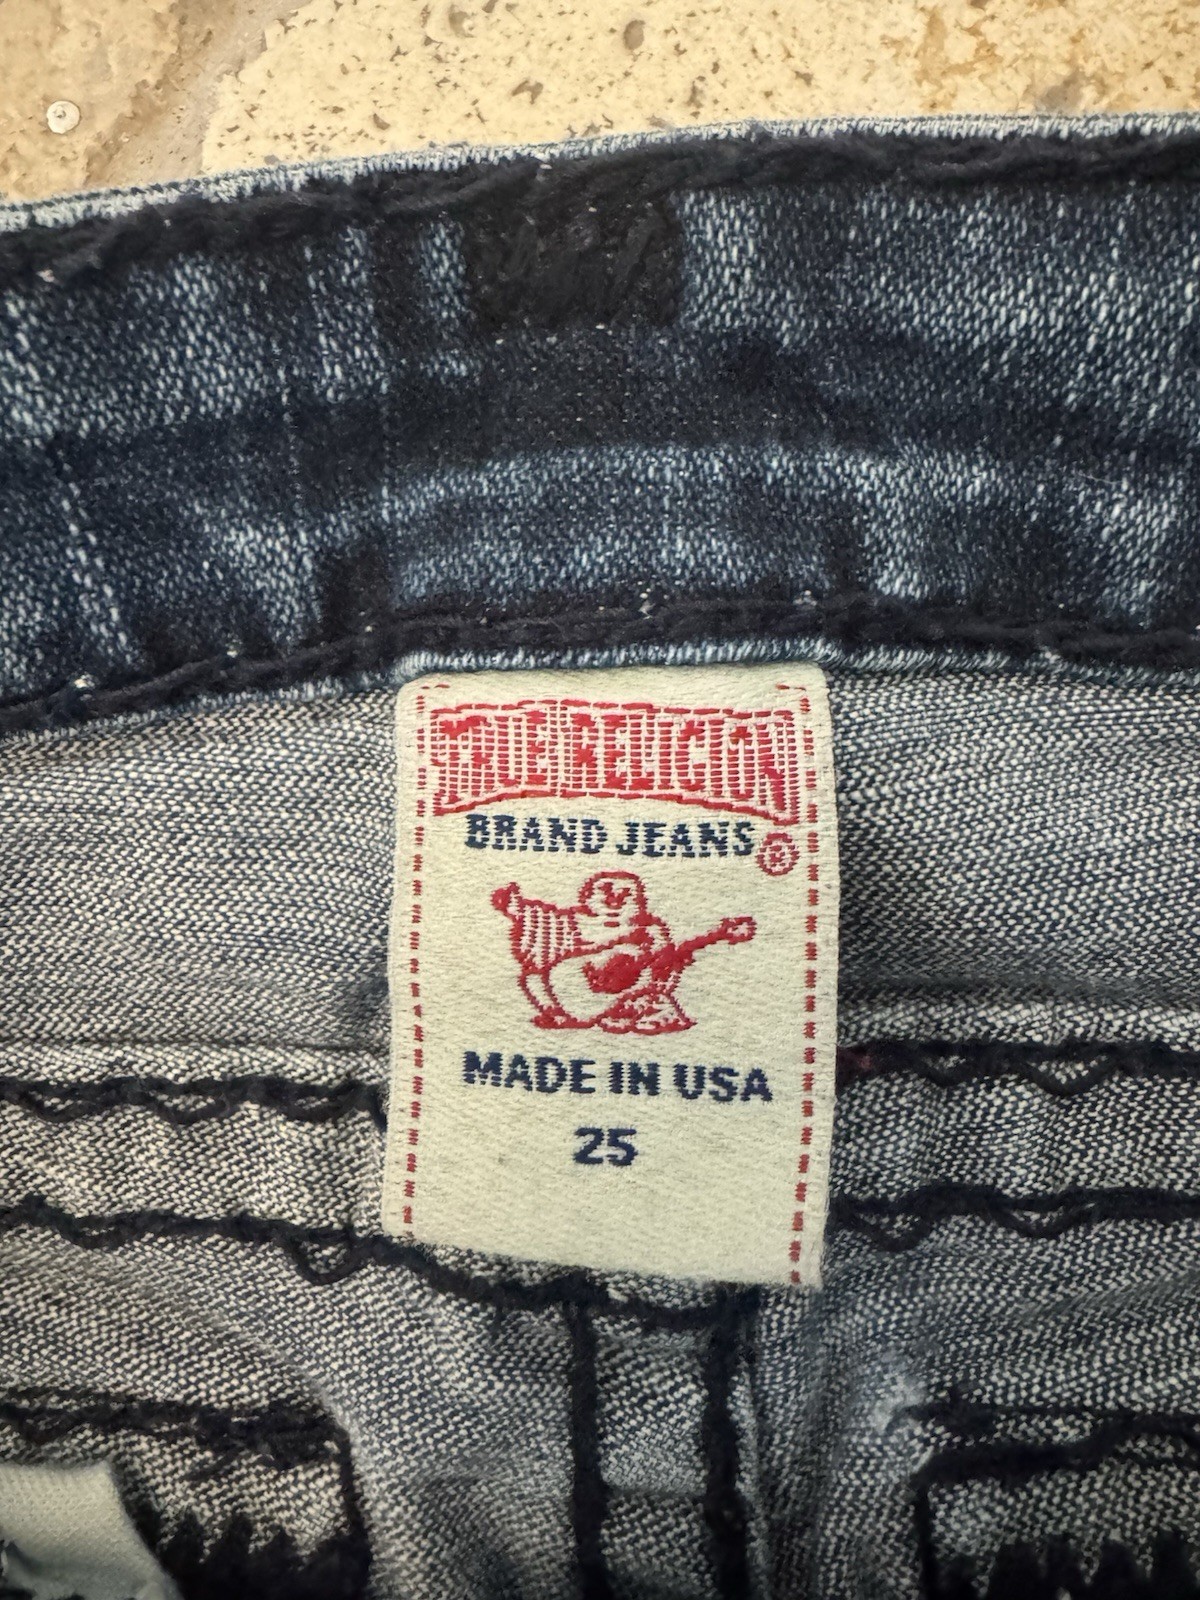 TRUE RELIGION
BRAND JEANS®
MADE IN USA
25